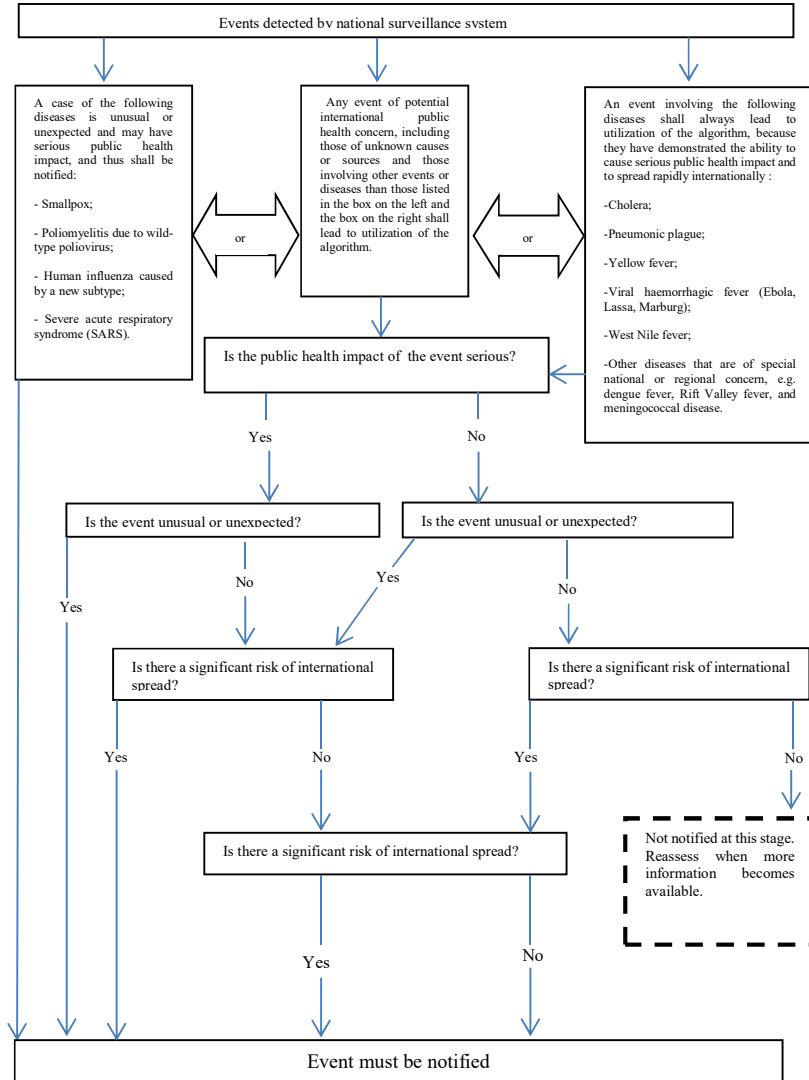 Events detected by national surveillance system
A case of the following
diseases is unusual or
unexpected and may have
serious public health
impact, and thus shall be
notified:
- Smallpox;
- Poliomyelitis due to wild-
type poliovirus;
- Human influenza caused
by a new subtype;
- Severe acute respiratory
syndrome (SARS).
or
Any event of potential
international public
health concern, including
those of unknown causes
or sources and those
involving other events or
diseases than those listed
in the box on the left and
the box on the right shall
lead to utilization of the
algorithm.
or
An event involving the following
diseases shall always lead to
utilization of the algorithm, because
they have demonstrated the ability to
cause serious public health impact and
to spread rapidly internationally :
-Cholera;
-Pneumonic plague;
-Yellow fever;
-Viral haemorrhagic fever (Ebola,
Lassa, Marburg);
-West Nile fever;
-Other diseases that are of special
national or regional concern, e.g.
dengue fever, Rift Valley fever, and
meningococcal disease.
Is the public health impact of the event serious?
Yes
No
Is the event unusual or unexpected?
Is the event unusual or unexpected?
Yes
No
Yes
No
Is there a significant risk of international
spread?
Is there a significant risk of international
spread?
Yes
No
Yes
No
Is there a significant risk of international spread?
Not notified at this stage.
Reassess when more
information becomes
available.
Yes
No
Event must be notified